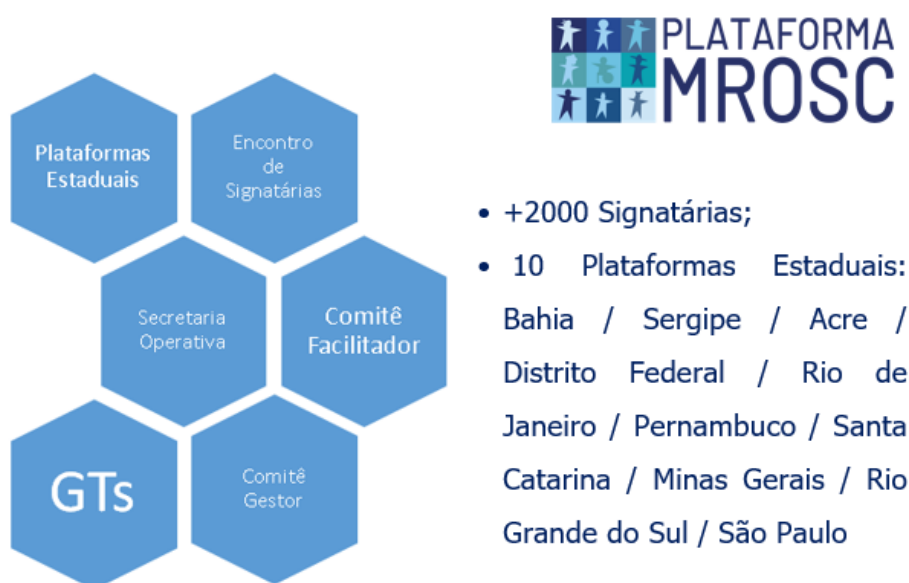 PLATAFORMA
MROSC
Plataformas
Estaduais
Encontro
de
Signatárias
Secretaria
Operativa
Comitê
Facilitador
GTs
Comitê
Gestor
• +2000 Signatárias;
• 10 Plataformas Estaduais:
Bahia / Sergipe / Acre /
Distrito Federal / Rio de
Janeiro / Pernambuco / Santa
Catarina / Minas Gerais / Rio
Grande do Sul / São Paulo